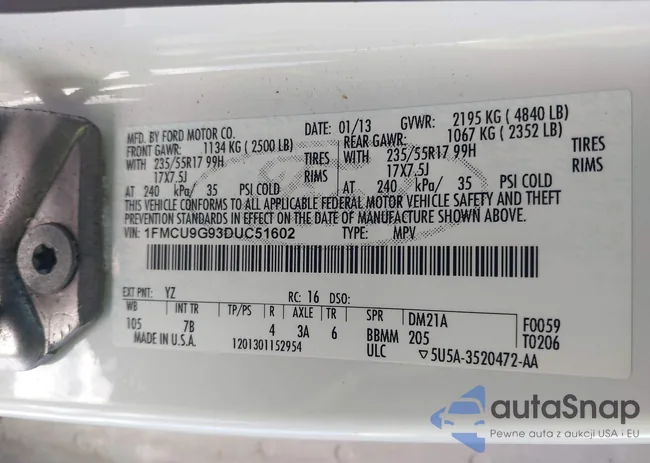 MFD. BY FORD MOTOR CO. DATE: 01/13 GVWR: 2195 KG ( 4840 LB)
FRONT GAWR: 1134 KG ( 2500 LB) REAR GAWR: 1067 KG ( 2352 LB)
WITH 235/55R17 99H TIRES WITH 235/55R17 99H TIRES
17X7.5J RIMS 17X7.5J RIMS
AT 240 kPa/ 35 PSI COLD AT 240 kPa/ 35 PSI COLD
THIS VEHICLE CONFORMS TO ALL APPLICABLE FEDERAL MOTOR VEHICLE SAFETY AND THEFT
PREVENTION STANDARDS IN EFFECT ON THE DATE OF MANUFACTURE SHOWN ABOVE.
VIN: 1FMCU9G93DUC51602 TYPE: MPV
EXT PNT: YZ RC: 16 DSO:
WB INT TR TP/PS R AXLE TR SPR DM21A F0059
105 7B 4 3A 6 BBMM 205 T0206
MADE IN U.S.A. 1201301152954 ULC ▽5U5A-3520472-AA
autaSnap
Pewne auta z aukcji USA i EU